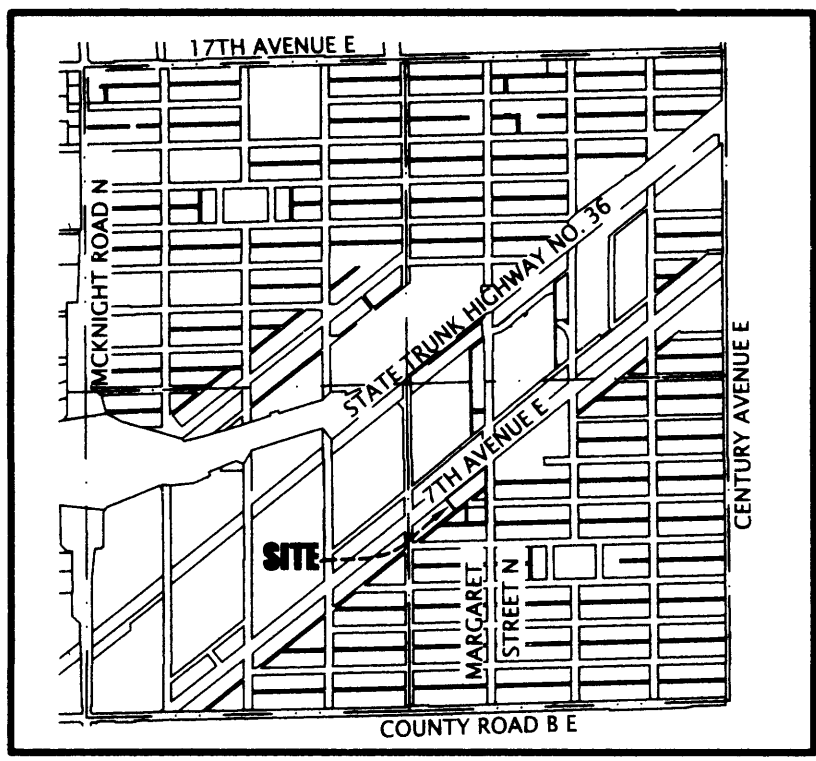 17TH AVENUE E
MCKNIGHT ROAD N
STATE TRUNK HIGHWAY NO. 36
7TH AVENUE E
CENTURY AVENUE E
SITE
MARGARET
STREET N
COUNTY ROAD B E